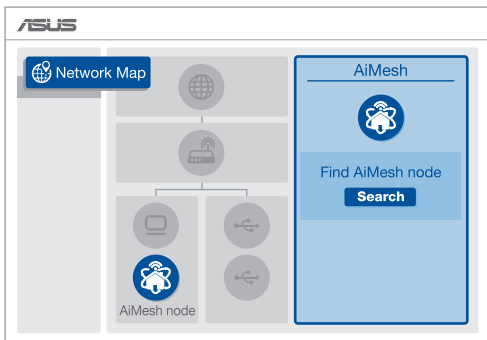 ASUS
Network Map
AiMesh
Find AiMesh node
Search
AiMesh node